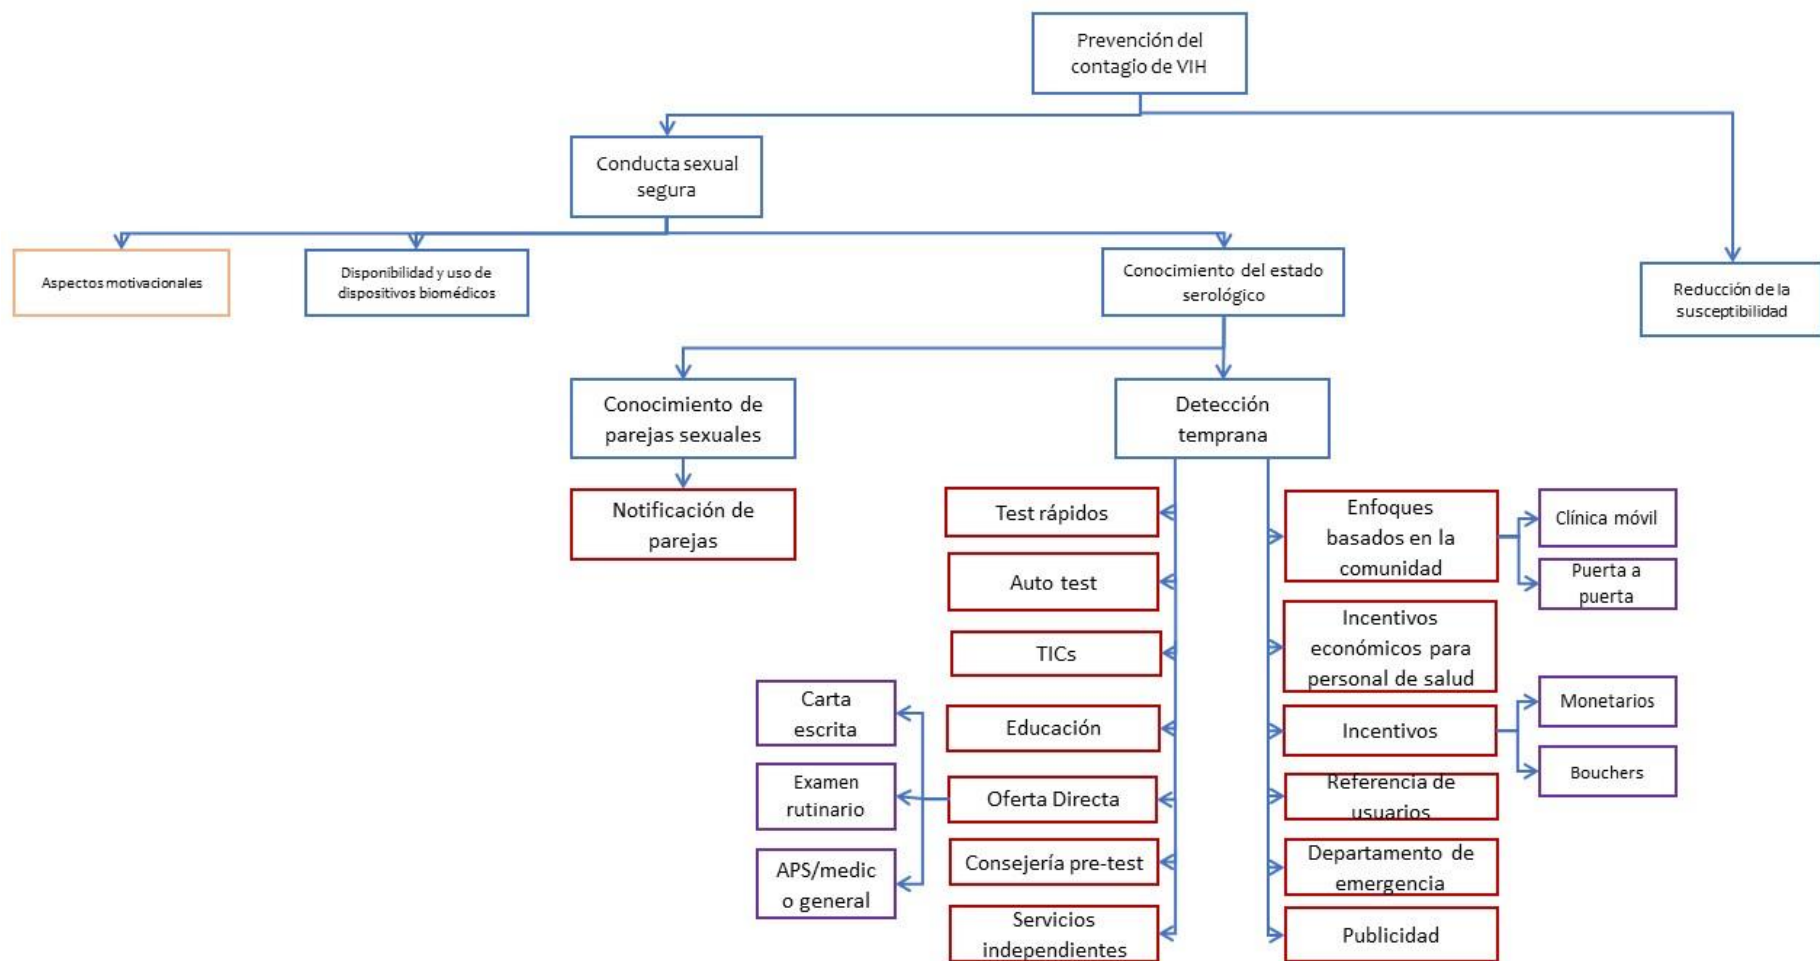 Prevención del
contagio de VIH
Conducta sexual
segura
Aspectos motivacionales
Disponibilidad y uso de
dispositivos biomédicos
Conocimiento del estado
serológico
Reducción de la
susceptibilidad
Conocimiento de
parejas sexuales
Detección
temprana
Notificación de
parejas
Test rápidos
Auto test
TICs
Educación
Oferta Directa
Consejería pre-test
Servicios
independientes
Carta
escrita
Examen
rutinario
APS/medic
o general
Enfoques
basados en la
comunidad
Incentivos
económicos para
personal de salud
Incentivos
Referencia de
usuarios
Departamento de
emergencia
Publicidad
Clínica móvil
Puerta a
puerta
Monetarios
Bouchers